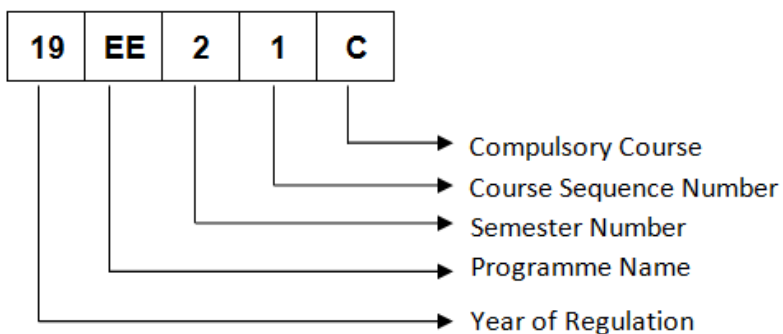 19 EE 2 1 C
Compulsory Course
Course Sequence Number
Semester Number
Programme Name
Year of Regulation